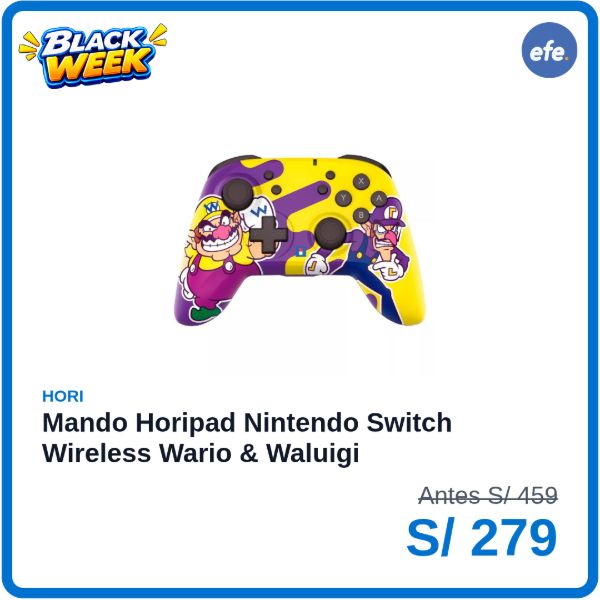 BLACK
WEEK
efe.
X
Y
A
B
W
W
HORI
Mando Horipad Nintendo Switch
Wireless Wario & Waluigi
Antes S/ 459
S/ 279